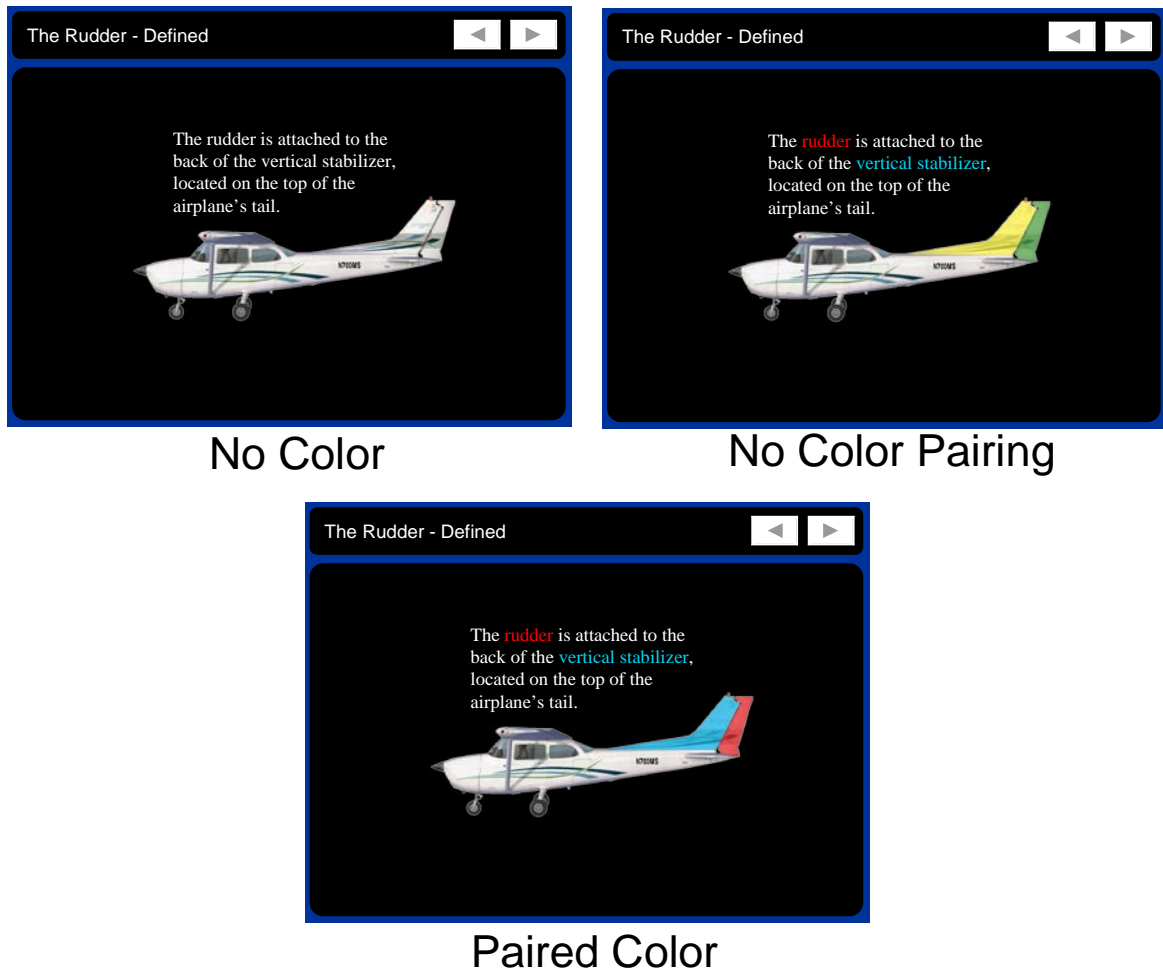 The Rudder - Defined
The rudder is attached to the
back of the vertical stabilizer,
located on the top of the
airplane's tail.
N700MS
No Color
The Rudder - Defined
The rudder is attached to the
back of the vertical stabilizer,
located on the top of the
airplane's tail.
N700MS
No Color Pairing
The Rudder - Defined
The rudder is attached to the
back of the vertical stabilizer,
located on the top of the
airplane's tail.
N700MS
Paired Color